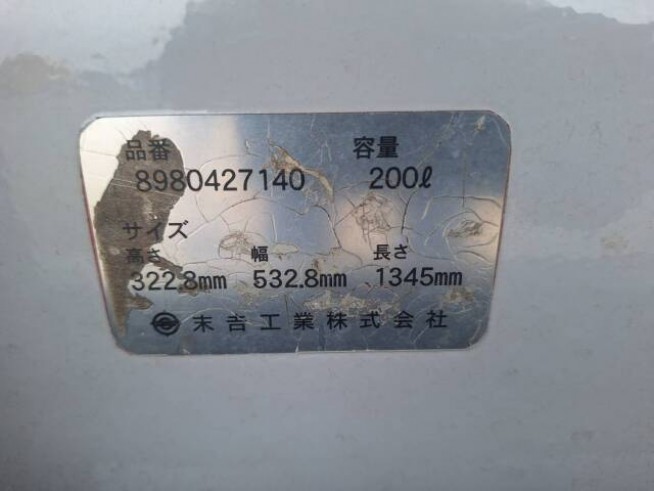 品番 容量
8980427140 200ℓ
サイズ
高さ 幅 長さ
322.8mm 532.8mm 1345mm
末吉工業株式会社